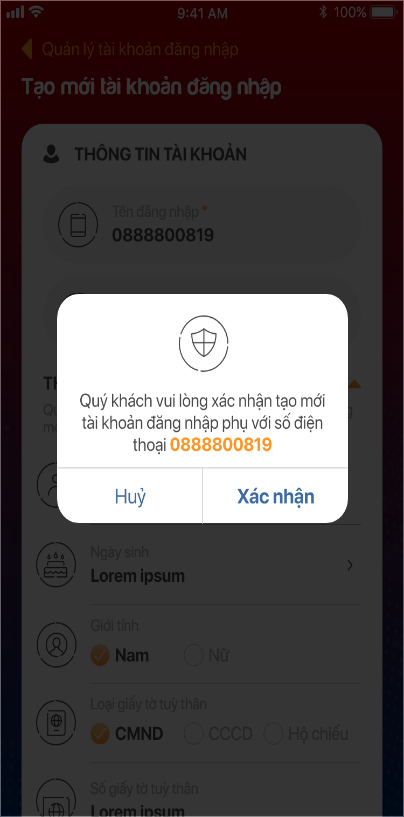 9:41 AM
100%
Quản lý tài khoản đăng nhập
Tạo mới tài khoản đăng nhập
THÔNG TIN TÀI KHOẢN
Tên đăng nhập *
0888800819
Quý khách vui lòng xác nhận tạo mới
tài khoản đăng nhập phụ với số điện
thoại 0888800819
Huỷ
Xác nhận
Ngày sinh
Lorem ipsum
Giới tính
Nam
Nữ
Loại giấy tờ tuỳ thân
CMND
CCCD
Hộ chiếu
Số giấy tờ tuỳ thân
Lorem ipsum